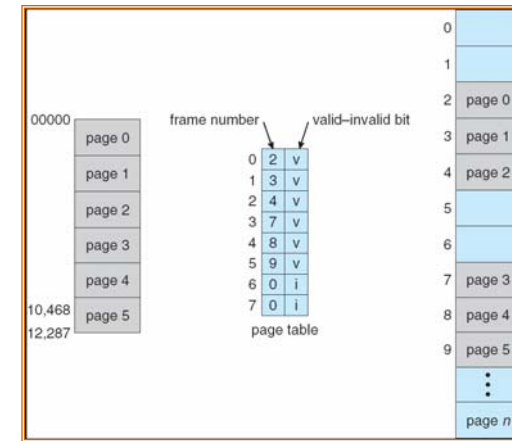 00000
page 0
page 1
page 2
page 3
page 4
10,468
page 5
12,287
frame number
valid–invalid bit
0 2 v
1 3 v
2 4 v
3 7 v
4 8 v
5 9 v
6 0 i
7 0 i
page table
0
1
2 page 0
3 page 1
4 page 2
5
6
7 page 3
8 page 4
9 page 5
page n